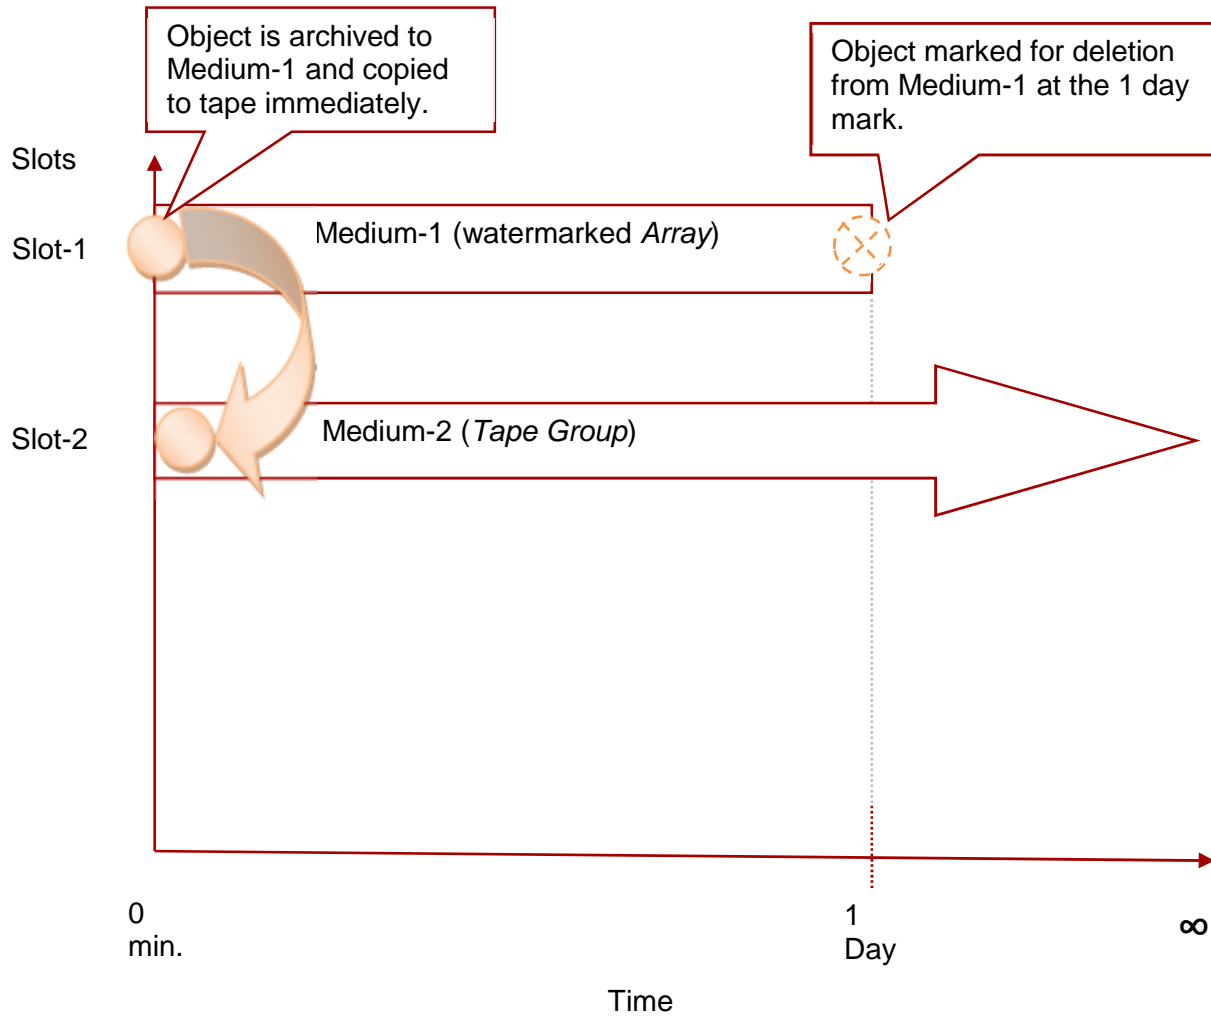 Object is archived to
Medium-1 and copied
to tape immediately.
Object marked for deletion
from Medium-1 at the 1 day
mark.
Slots
Slot-1
Medium-1 (watermarked Array)
Slot-2
Medium-2 (Tape Group)
0
min.
1
Day
∞
Time